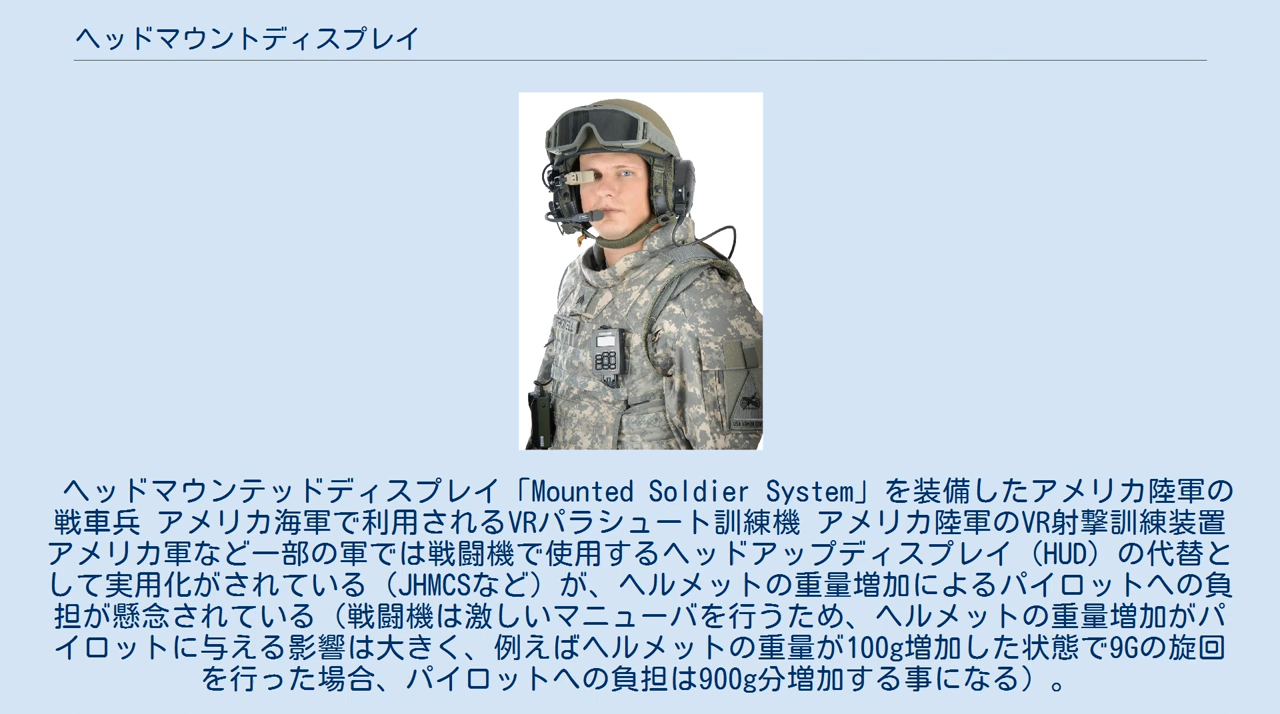 ヘッドマウントディスプレイ
ヘッドマウンテッドディスプレイ「Mounted Soldier System」を装備したアメリカ陸軍の
戦車兵 アメリカ海軍で利用されるVRパラシュート訓練機 アメリカ陸軍のVR射撃訓練装置
アメリカ軍など一部の軍では戦闘機で使用するヘッドアップディスプレイ（HUD）の代替と
して実用化がされている（JHMCSなど）が、ヘルメットの重量増加によるパイロットへの負
担が懸念されている（戦闘機は激しいマニューバを行うため、ヘルメットの重量増加がパ
イロットに与える影響は大きく、例えばヘルメットの重量が100g増加した状態で9Gの旋回
を行った場合、パイロットへの負担は900g分増加する事になる）。